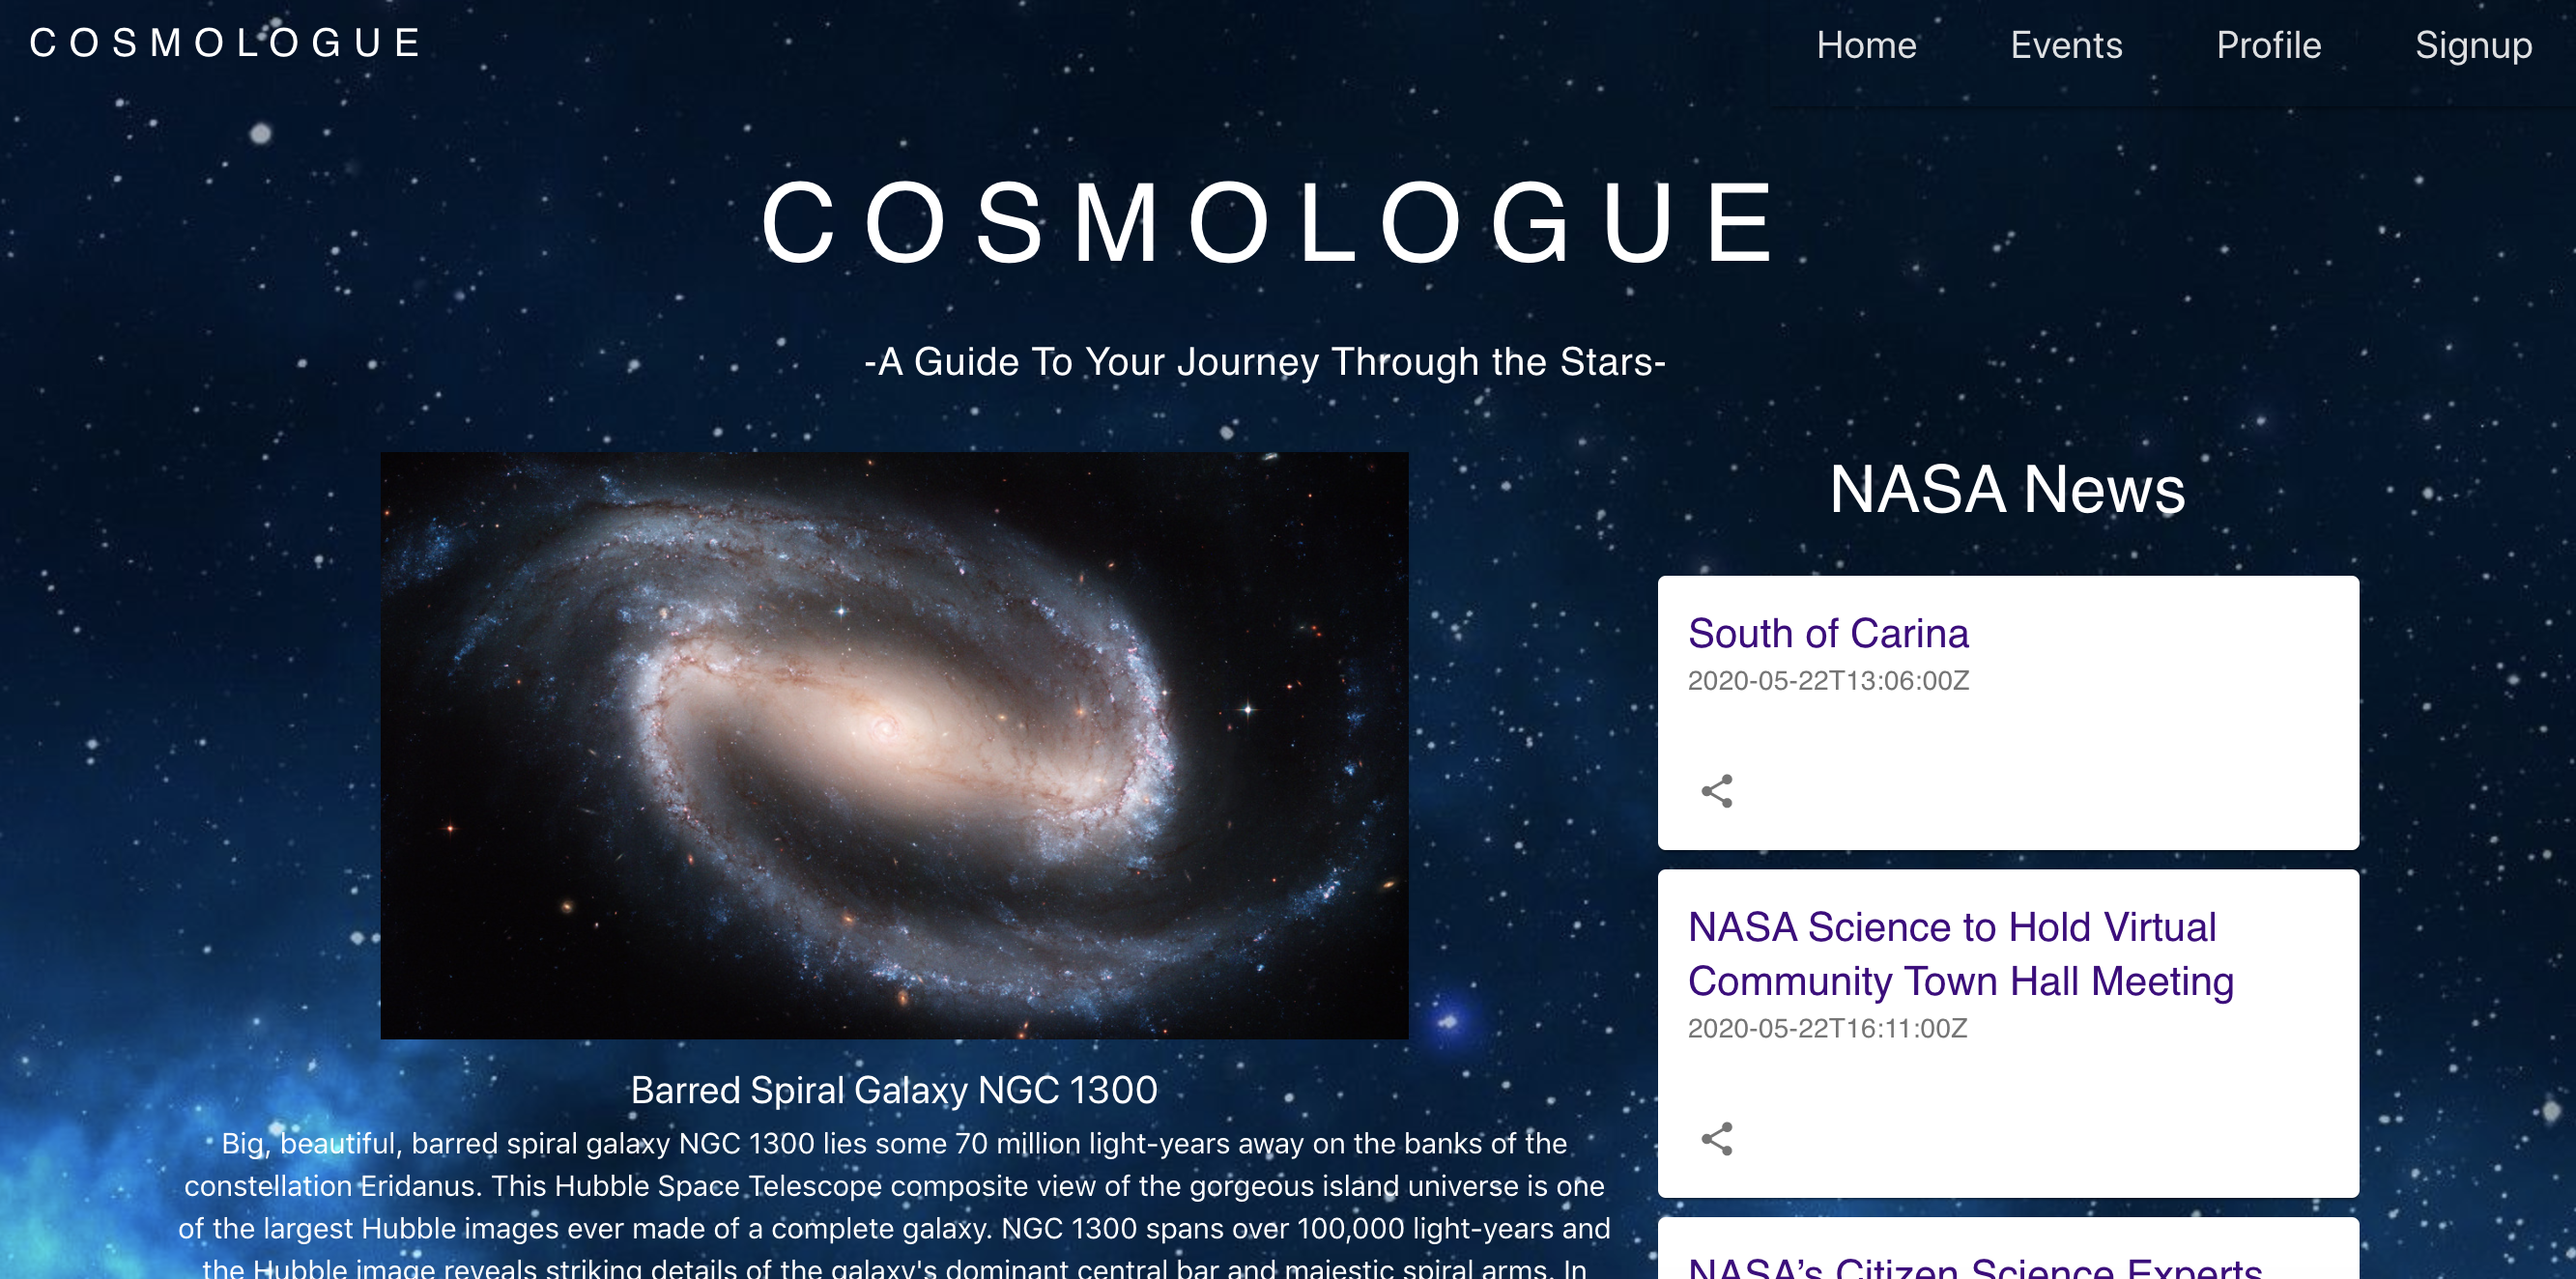 COSMOLOGUE
Home Events Profile Signup
COSMOLOGUE
-A Guide To Your Journey Through the Stars-
Barred Spiral Galaxy NGC 1300
Big, beautiful, barred spiral galaxy NGC 1300 lies some 70 million light-years away on the banks of the
constellation Eridanus. This Hubble Space Telescope composite view of the gorgeous island universe is one
of the largest Hubble images ever made of a complete galaxy. NGC 1300 spans over 100,000 light-years and
the Hubble image reveals striking details of the galaxy's dominant central bar and majestic spiral arms. In
NASA News
South of Carina
2020-05-22T13:06:00Z
NASA Science to Hold Virtual
Community Town Hall Meeting
2020-05-22T16:11:00Z
NASA’s Citizen Science Experts